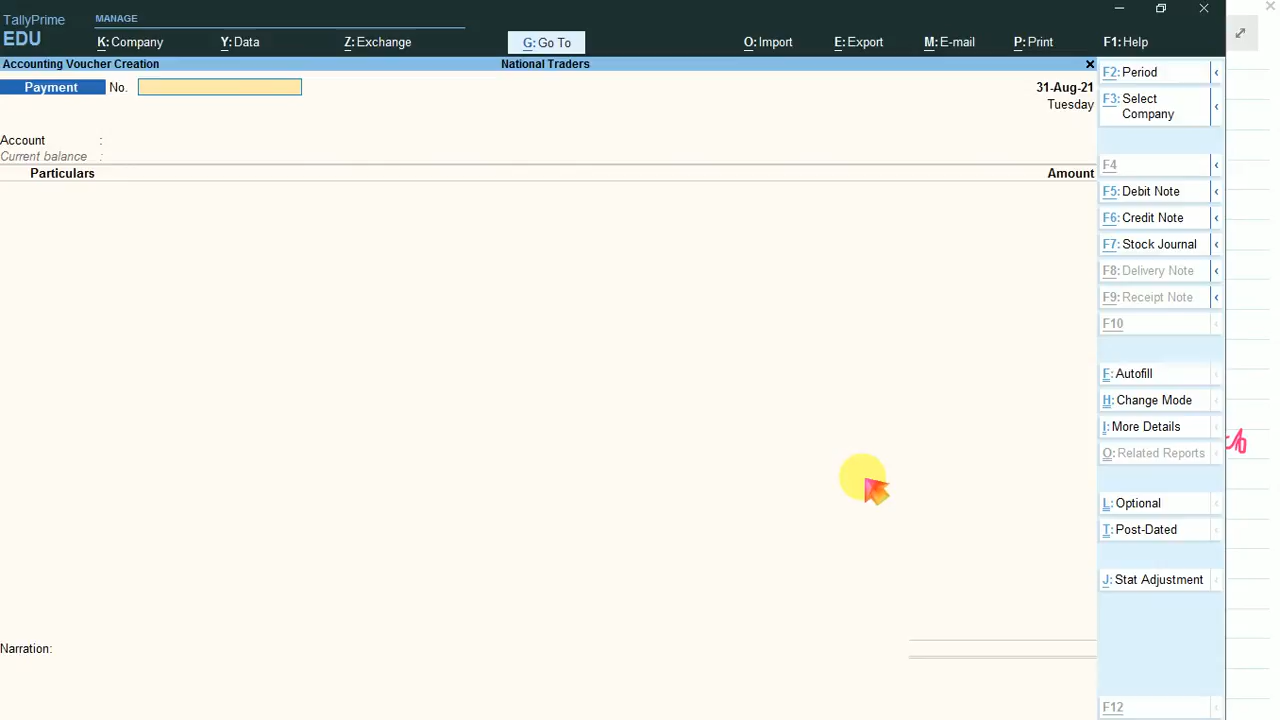 TallyPrime
EDU
MANAGE
K: Company
Y: Data
Z: Exchange
G: Go To
O: Import
E: Export
M: E-mail
P: Print
F1: Help
Accounting Voucher Creation
National Traders
Payment No.
31-Aug-21
Tuesday
Account :
Current balance :
Particulars
Amount
Narration:
F2: Period
F3: Select
Company
F4
F5: Debit Note
F6: Credit Note
F7: Stock Journal
F8: Delivery Note
F9: Receipt Note
F10
F: Autofill
H: Change Mode
I: More Details
O: Related Reports
L: Optional
T: Post-Dated
J: Stat Adjustment
F12